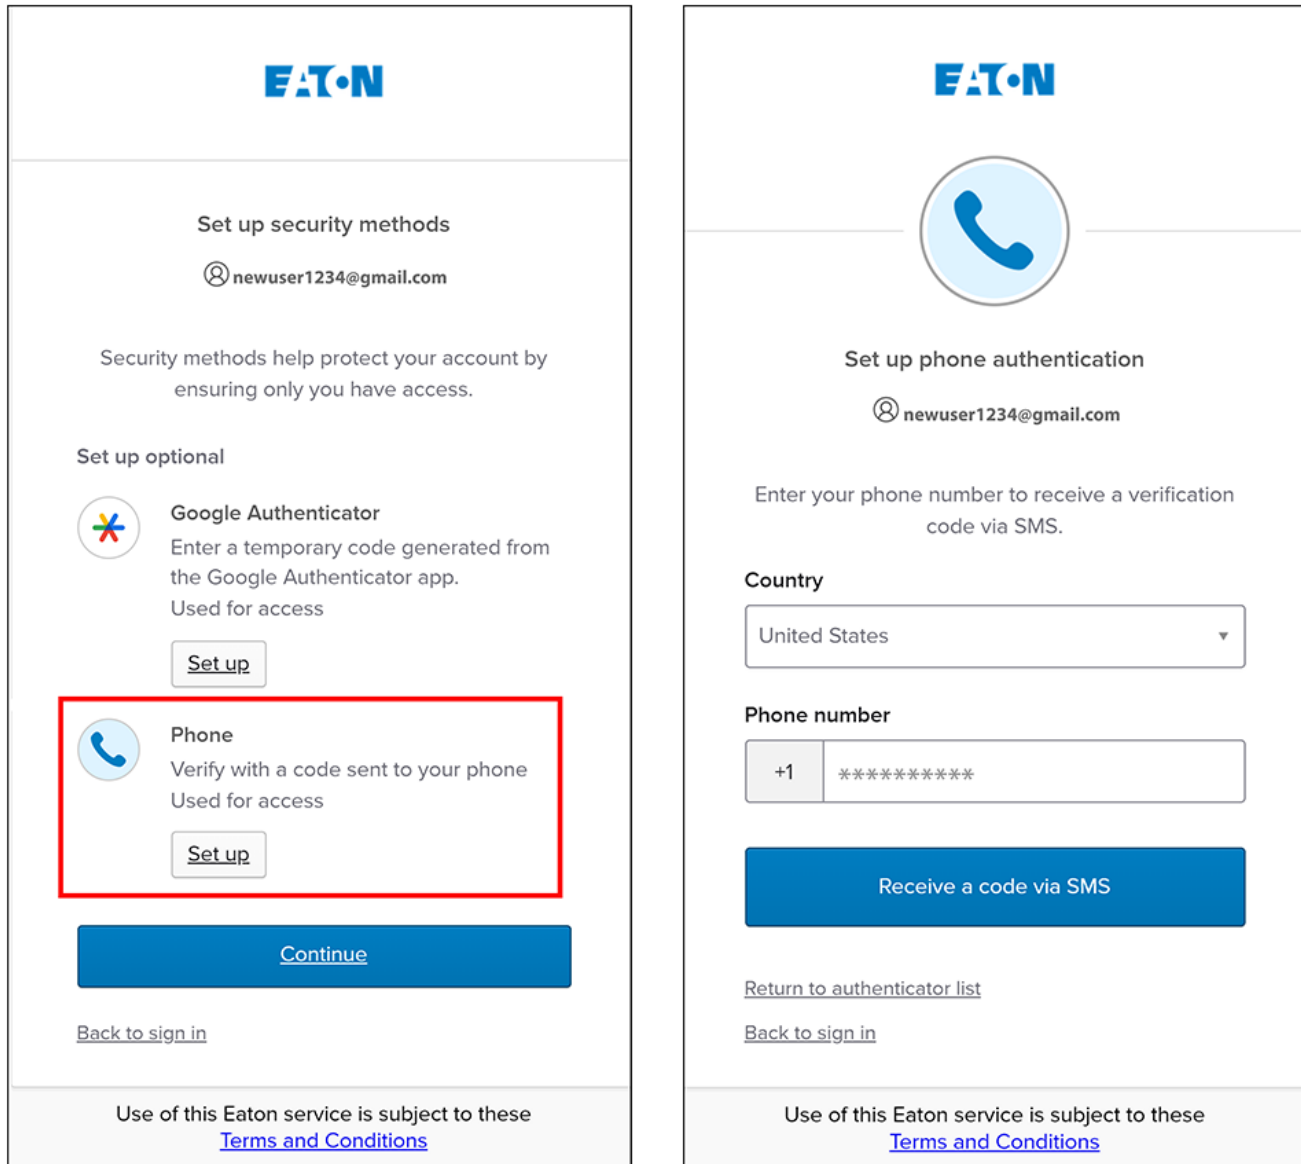 EATON
Set up security methods
newuser1234@gmail.com
Security methods help protect your account by
ensuring only you have access.
Set up optional
Google Authenticator
Enter a temporary code generated from
the Google Authenticator app.
Used for access
Set up
Phone
Verify with a code sent to your phone
Used for access
Set up
Continue
Back to sign in
Use of this Eaton service is subject to these
Terms and Conditions
EATON
Set up phone authentication
newuser1234@gmail.com
Enter your phone number to receive a verification
code via SMS.
Country
United States
Phone number
+1 **********
Receive a code via SMS
Return to authenticator list
Back to sign in
Use of this Eaton service is subject to these
Terms and Conditions